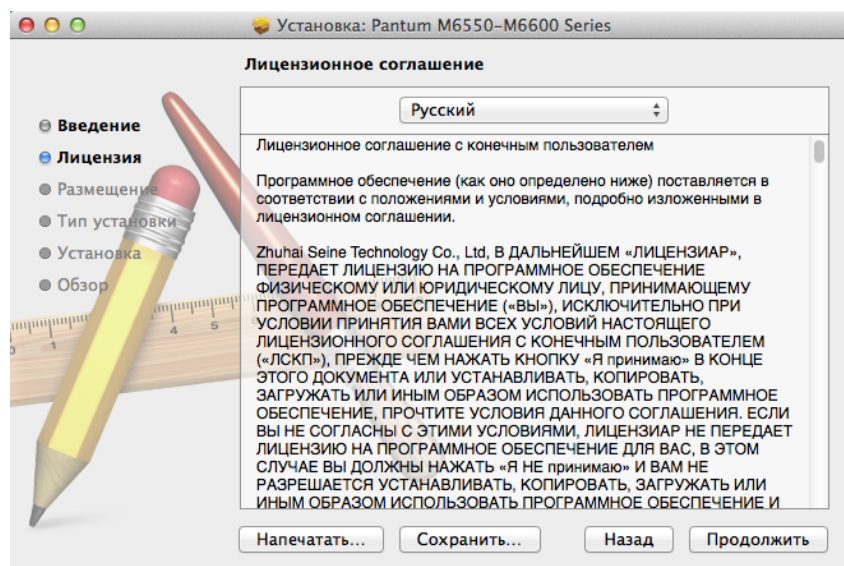 Установка: Pantum M6550-M6600 Series
Лицензионное соглашение
Введение
Лицензия
Размещение
Тип установки
Установка
Обзор
Русский
Лицензионное соглашение с конечным пользователем
Программное обеспечение (как оно определено ниже) поставляется в
соответствии с положениями и условиями, подробно изложенными в
лицензионном соглашении.
Zhuhai Seine Technology Co., Ltd, В ДАЛЬНЕЙШЕМ «ЛИЦЕНЗИАР»,
ПЕРЕДАЕТ ЛИЦЕНЗИЮ НА ПРОГРАММНОЕ ОБЕСПЕЧЕНИЕ
ФИЗИЧЕСКОМУ ИЛИ ЮРИДИЧЕСКОМУ ЛИЦУ, ПРИНИМАЮЩЕМУ
ПРОГРАММНОЕ ОБЕСПЕЧЕНИЕ («ВЫ»), ИСКЛЮЧИТЕЛЬНО ПРИ
УСЛОВИИ ПРИНЯТИЯ ВАМИ ВСЕХ УСЛОВИЙ НАСТОЯЩЕГО
ЛИЦЕНЗИОННОГО СОГЛАШЕНИЯ С КОНЕЧНЫМ ПОЛЬЗОВАТЕЛЕМ
(«ЛСКП»), ПРЕЖДЕ ЧЕМ НАЖАТЬ КНОПКУ «Я принимаю» В КОНЦЕ
ЭТОГО ДОКУМЕНТА ИЛИ УСТАНАВЛИВАТЬ, КОПИРОВАТЬ,
ЗАГРУЖАТЬ ИЛИ ИНЫМ ОБРАЗОМ ИСПОЛЬЗОВАТЬ ПРОГРАММНОЕ
ОБЕСПЕЧЕНИЕ, ПРОЧТИТЕ УСЛОВИЯ ДАННОГО СОГЛАШЕНИЯ. ЕСЛИ
ВЫ НЕ СОГЛАСНЫ С ЭТИМИ УСЛОВИЯМИ, ЛИЦЕНЗИАР НЕ ПЕРЕДАЕТ
ЛИЦЕНЗИЮ НА ПРОГРАММНОЕ ОБЕСПЕЧЕНИЕ ДЛЯ ВАС, В ЭТОМ
СЛУЧАЕ ВЫ ДОЛЖНЫ НАЖАТЬ «Я НЕ принимаю» И ВАМ НЕ
РАЗРЕШАЕТСЯ УСТАНАВЛИВАТЬ, КОПИРОВАТЬ, ЗАГРУЖАТЬ ИЛИ
ИНЫМ ОБРАЗОМ ИСПОЛЬЗОВАТЬ ПРОГРАММНОЕ ОБЕСПЕЧЕНИЕ И
1 4 5
Напечатать... Сохранить... Назад Продолжить